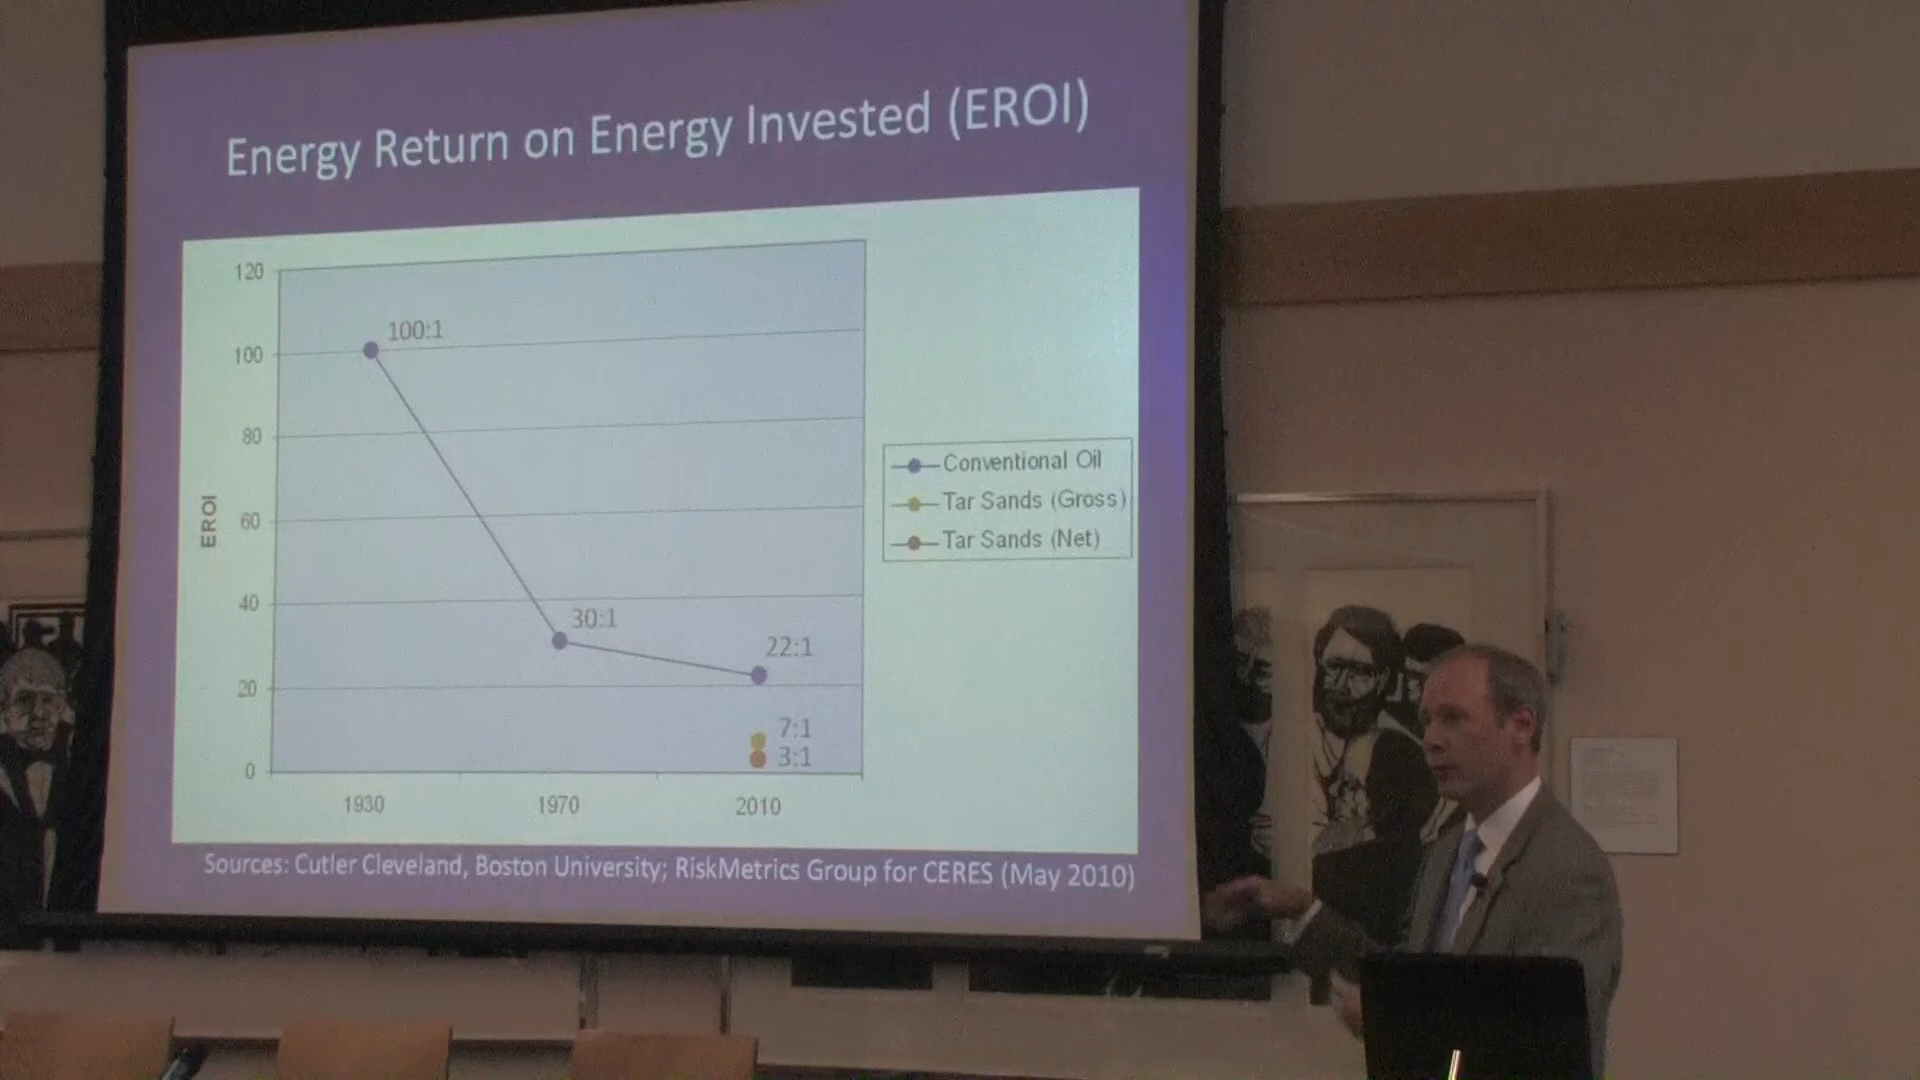 Energy Return on Energy Invested (EROI)
120
100
80
60
40
20
0
EROI
100:1
30:1
22:1
7:1
3:1
1930
1970
2010
Conventional Oil
Tar Sands (Gross)
Tar Sands (Net)
Sources: Cutler Cleveland, Boston University; RiskMetrics Group for CERES (May 2010)